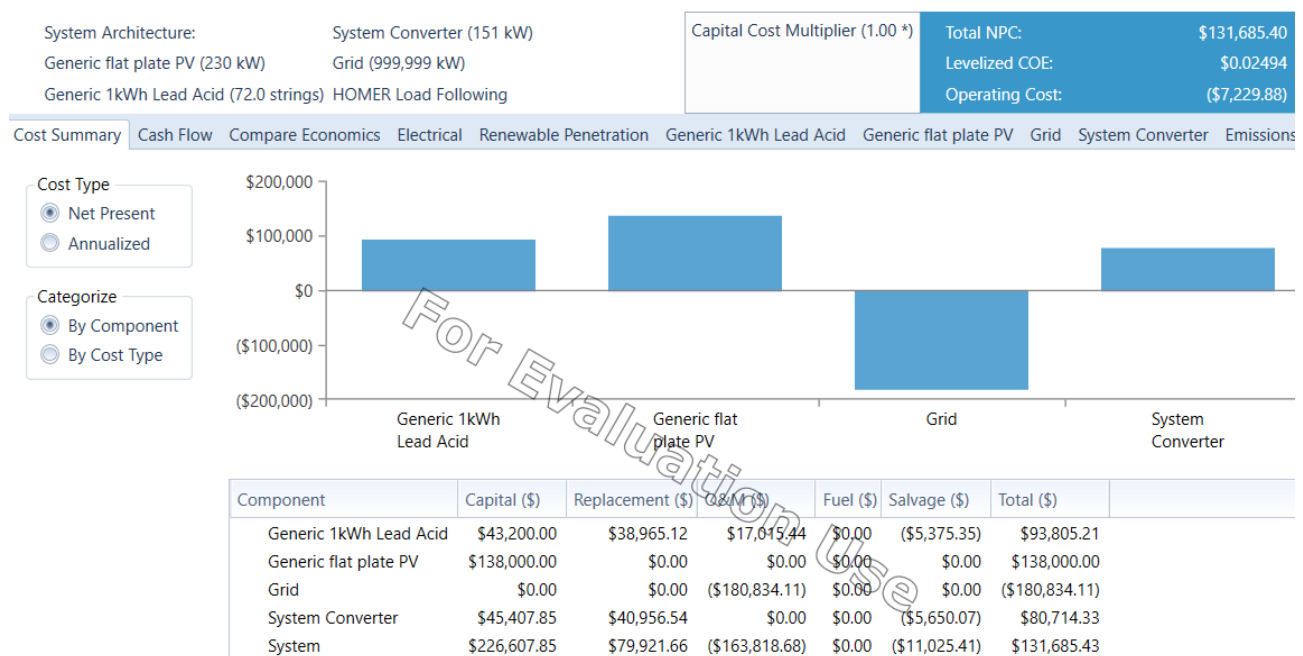 System Architecture: System Converter (151 kW) Capital Cost Multiplier (1.00 *) Total NPC: $131,685.40
Generic flat plate PV (230 kW) Grid (999,999 kW) Levelized COE: $0.02494
Generic 1kWh Lead Acid (72.0 strings) HOMER Load Following Operating Cost: ($7,229.88)
Cost Summary Cash Flow Compare Economics Electrical Renewable Penetration Generic 1kWh Lead Acid Generic flat plate PV Grid System Converter Emissions
Cost Type
Net Present
Annualized
Categorize
By Component
By Cost Type
$200,000
$100,000
$0
($100,000)
($200,000)
Generic 1kWh Lead Acid
Generic flat plate PV
Grid
System Converter
For Evaluation Use
Component Capital ($) Replacement ($) O&M ($) Fuel ($) Salvage ($) Total ($)
Generic 1kWh Lead Acid $43,200.00 $38,965.12 $17,015.44 $0.00 ($5,375.35) $93,805.21
Generic flat plate PV $138,000.00 $0.00 $0.00 $0.00 $0.00 $138,000.00
Grid $0.00 $0.00 ($180,834.11) $0.00 $0.00 ($180,834.11)
System Converter $45,407.85 $40,956.54 $0.00 $0.00 ($5,650.07) $80,714.33
System $226,607.85 $79,921.66 ($163,818.68) $0.00 ($11,025.41) $131,685.43